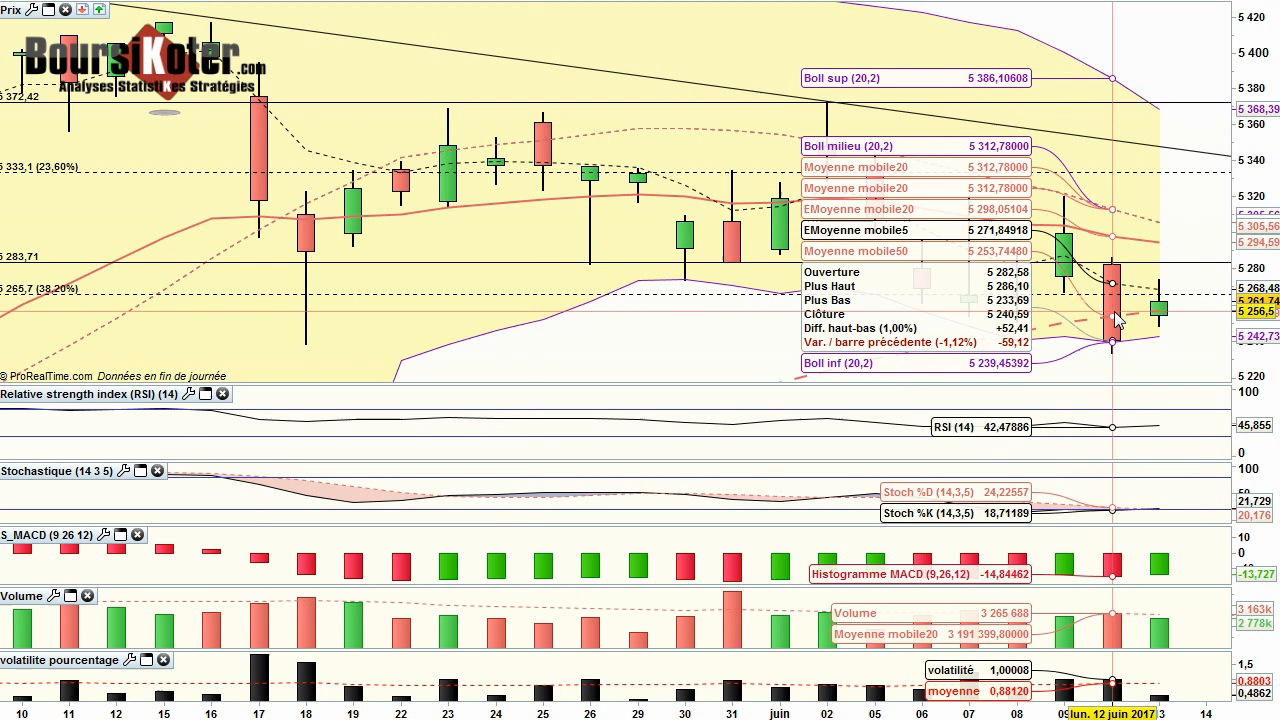 Prix
BoursiKoter.com
Analyses StatistiKes Stratégies
5 372,42
5 333,1 (23,60%)
5 283,71
5 265,7 (38,20%)
© ProRealTime.com Données en fin de journée
Boll sup (20,2) 5 386,10608
Boll milieu (20,2) 5 312,78000
Moyenne mobile20 5 312,78000
Moyenne mobile20 5 312,78000
EMoyenne mobile20 5 298,05104
EMoyenne mobile5 5 271,84918
Moyenne mobile50 5 253,74480
Ouverture 5 282,58
Plus Haut 5 286,10
Plus Bas 5 233,69
Clôture 5 240,59
Diff. haut-bas (1,00%) +52,41
Var. / barre précédente (-1,12%) -59,12
Boll inf (20,2) 5 239,45392
5 420
5 400
5 380
5 368,39
5 360
5 340
5 320
5 305,56
5 294,59
5 280
5 268,48
5 261,74
5 256,5
5 242,73
5 220
Relative strength index (RSI) (14)
RSI (14) 42,47886
100
45,855
0
Stochastique (14 3 5)
Stoch %D (14,3,5) 24,22557
Stoch %K (14,3,5) 18,71189
100
50
21,729
20,176
S_MACD (9 26 12)
Histogramme MACD (9,26,12) -14,84462
10
0
-13,727
Volume
Volume 3 265 688
Moyenne mobile20 3 191 399,80000
3 163k
2 778k
volatilite pourcentage
volatilité 1,00008
moyenne 0,88120
1,5
0,8803
0,4862
10 11 12 15 16 17 18 19 22 23 24 25 26 29 30 31 juin 02 05 06 07 08 09 lun. 12 juin 2017 3 14